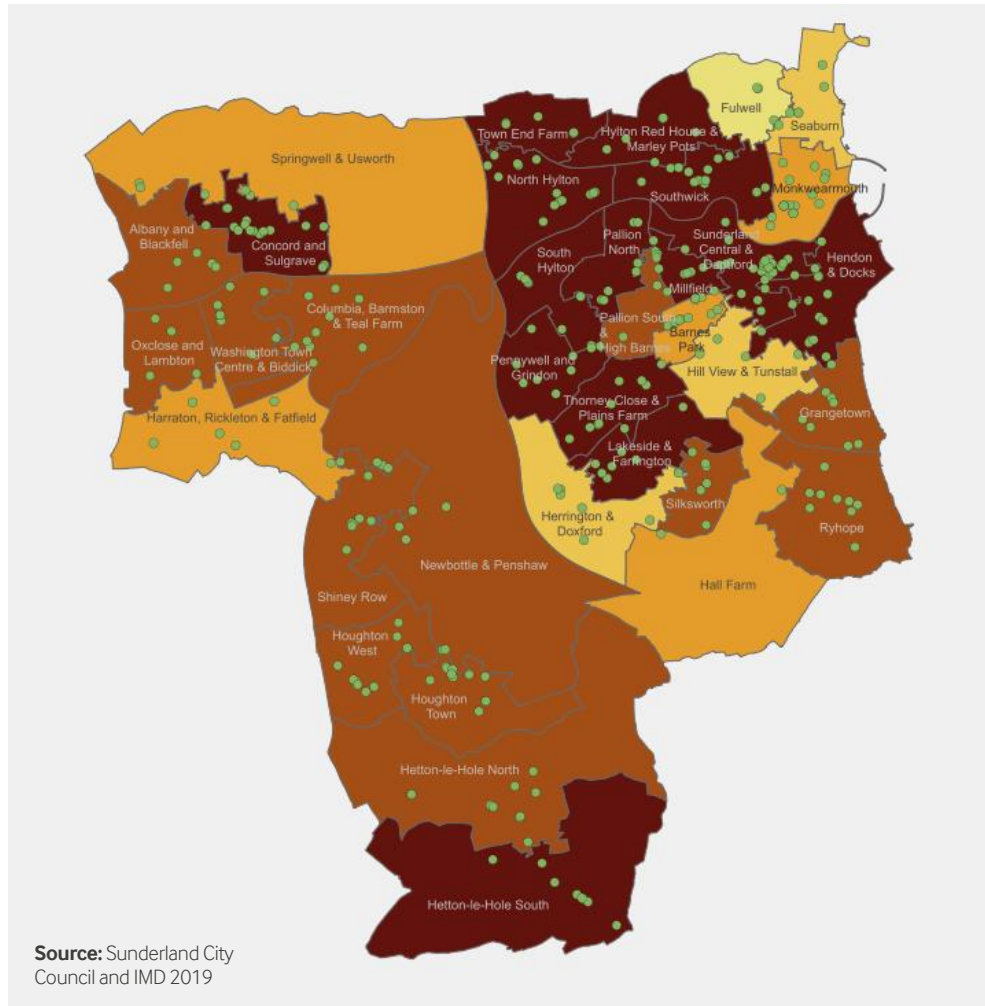 Fulwell
Seaburn
Town End Farm
Hylton Red House &
Marley Pots
Springwell & Usworth
North Hylton
Monkwearmouth
Southwick
Albany and
Blackfell
Concord and
Sulgrave
South
Hylton
Pallion
North
Sunderland
Central &
Deptford
Hendon
& Docks
Millfield
Columbia, Barmston
& Teal Farm
Oxclose and
Lambton
Washington Town
Centre & Biddick
Pallion South
&
High Barnes
Barnes
Park
Pennywell and
Grindon
Hill View & Tunstall
Thorney Close &
Plains Farm
Grangetown
Harraton, Rickleton & Fatfield
Lakeside &
Farrington
Silksworth
Herrington &
Doxford
Ryhope
Newbottle & Penshaw
Hall Farm
Shiney Row
Houghton
West
Houghton
Town
Hetton-le-Hole North
Hetton-le-Hole South
Source: Sunderland City
Council and IMD 2019